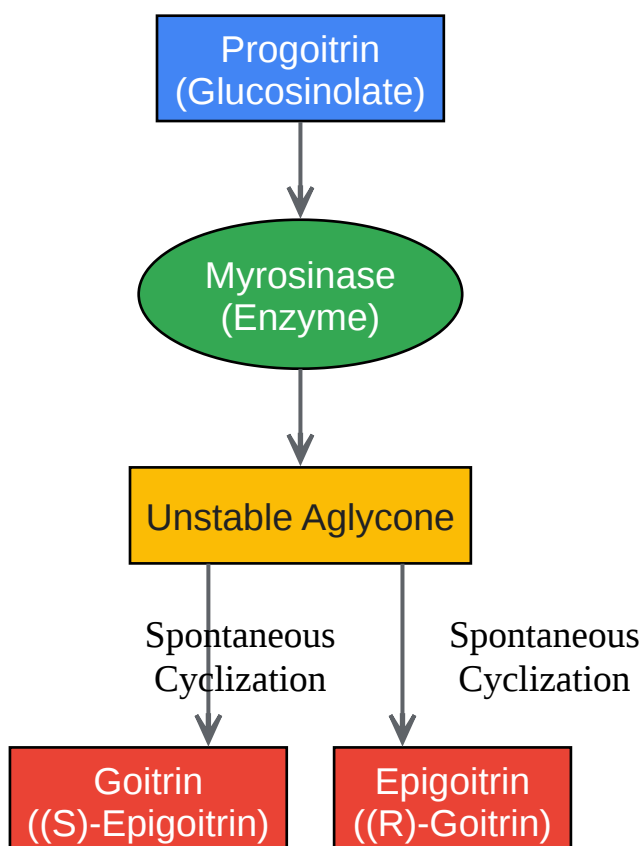 Progoitrin
(Glucosinolate)
Myrosinase
(Enzyme)
Unstable Aglycone
Spontaneous
Cyclization
Spontaneous
Cyclization
Goitrin
((S)-Epigoitrin)
Epigoitrin
((R)-Goitrin)